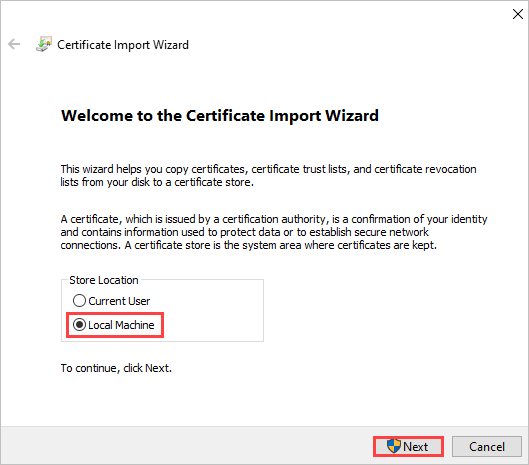 Certificate Import Wizard
Welcome to the Certificate Import Wizard
This wizard helps you copy certificates, certificate trust lists, and certificate revocation
lists from your disk to a certificate store.
A certificate, which is issued by a certification authority, is a confirmation of your identity
and contains information used to protect data or to establish secure network
connections. A certificate store is the system area where certificates are kept.
Store Location
Current User
Local Machine
To continue, click Next.
Next
Cancel